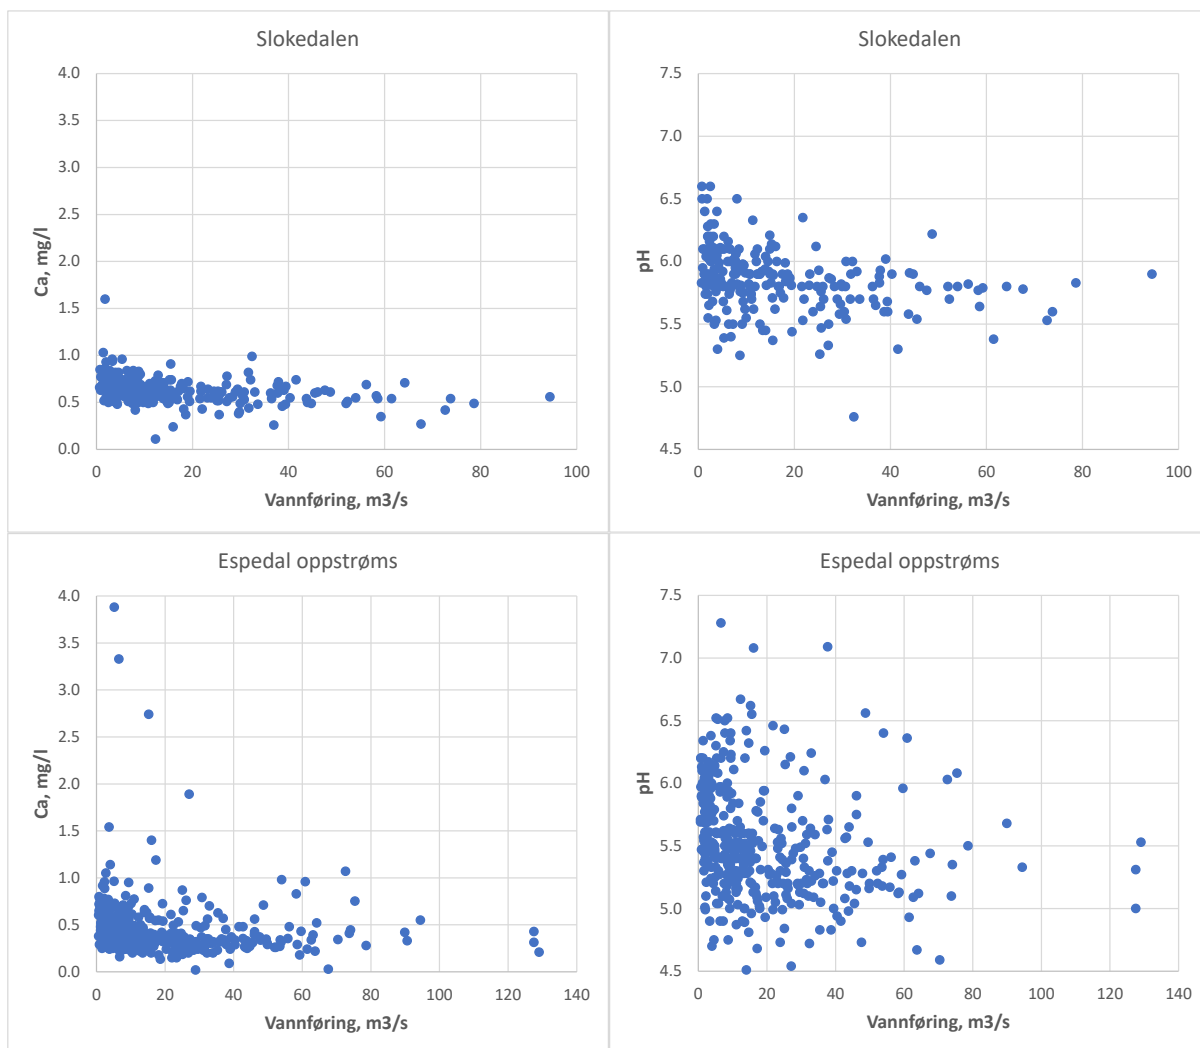 Slokedalen
4.0
3.5
3.0
2.5
2.0
1.5
1.0
0.5
0.0
Ca, mg/l
0 20 40 60 80 100
Vannføring, m3/s
Slokedalen
7.5
7.0
6.5
6.0
5.5
5.0
4.5
pH
0 20 40 60 80 100
Vannføring, m3/s
Espedal oppstrøms
4.0
3.5
3.0
2.5
2.0
1.5
1.0
0.5
0.0
Ca, mg/l
0 20 40 60 80 100 120 140
Vannføring, m3/s
Espedal oppstrøms
7.5
7.0
6.5
6.0
5.5
5.0
4.5
pH
0 20 40 60 80 100 120 140
Vannføring, m3/s